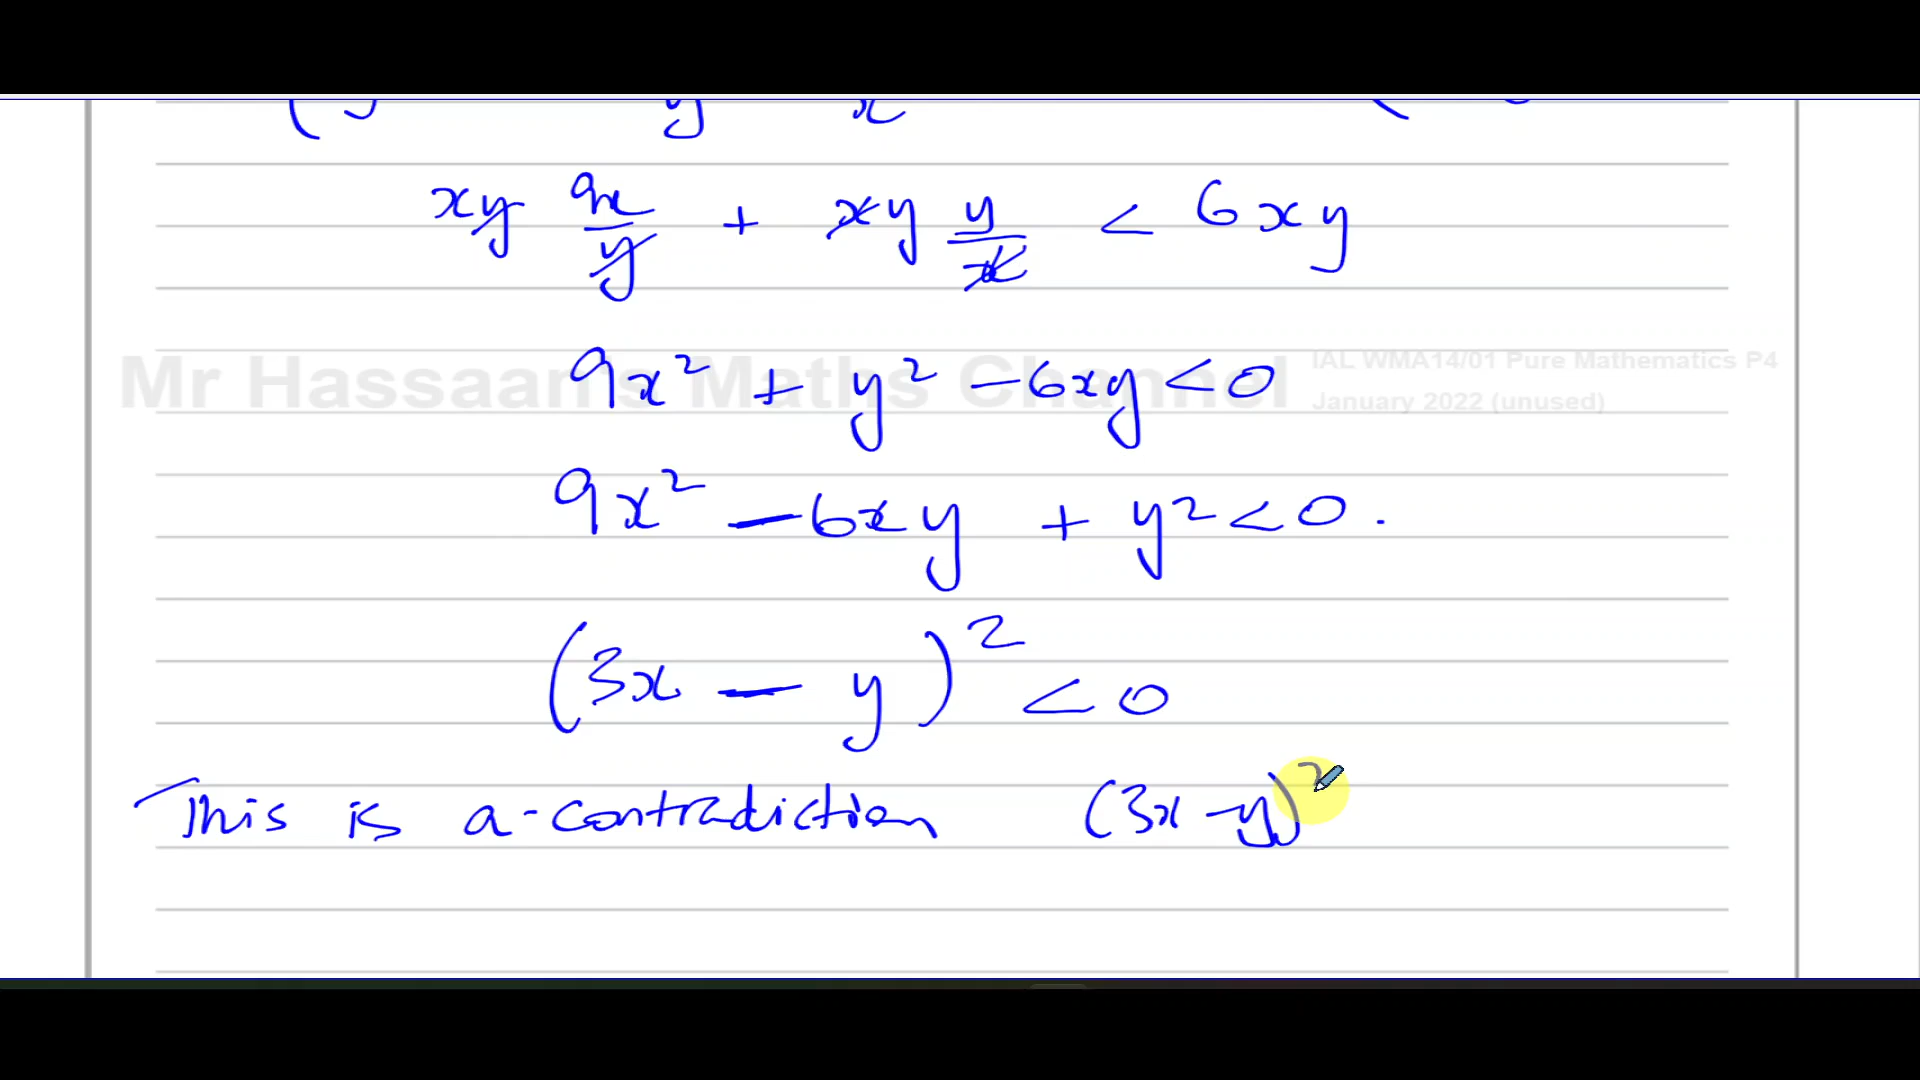 xy 9x/y + xy y/x < 6xy
Mr Hassaam's Maths Channel
IAL WMA14/01 Pure Mathematics P4
January 2022 (unused)
9x² + y² - 6xy < 0
9x² - 6xy + y² < 0.
(3x - y)² < 0
This is a contradiction (3x - y)²